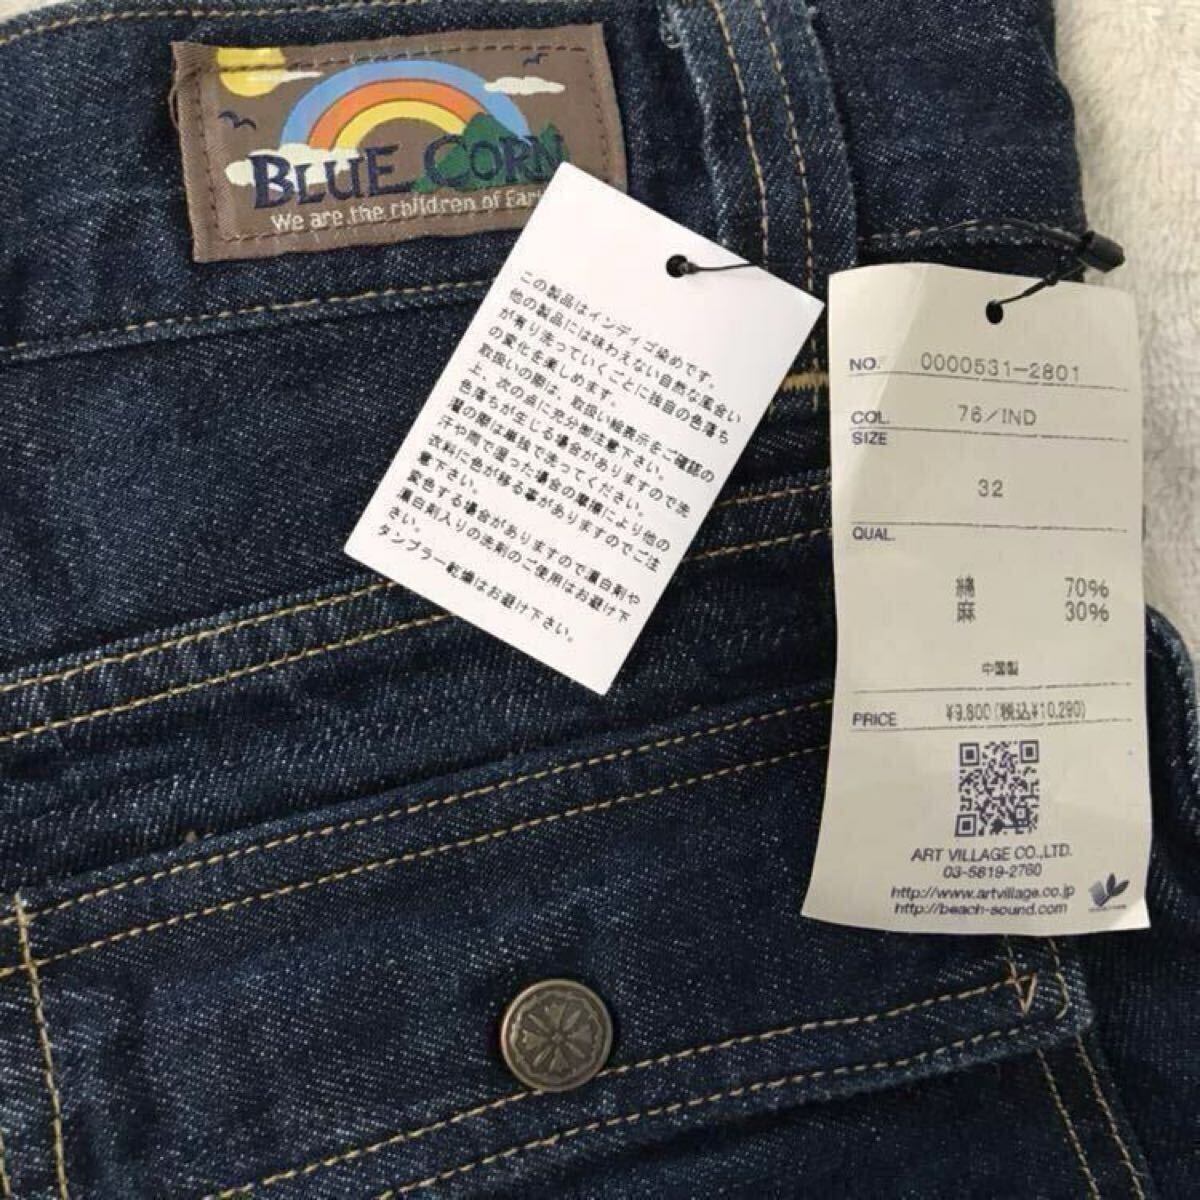 BLUE CORN
We are the children of
この製品はインディゴ染めです。
他の製品には味わえない自然な風合い
が有り洗っていくごとに独自の色落ち
の変化を楽しめます。
取扱いの際は、取扱い絵表示をご確認の
上、次の点に充分御注意下さい。
色落ちが生じる場合がありますので洗
濯の際は単独で洗ってください。
汗や雨で湿った場合の摩擦により他の
衣料に色が移る事がありますのでご注
意下さい。
変色する場合がありますので漂白剤や
漂白剤入りの洗剤のご使用はお避け下
さい。
タンブラー乾燥はお避け下さい。
NO. 0000531-2801
COL. 76/IND
SIZE
32
QUAL.
綿 70%
麻 30%
中国製
PRICE ¥9,800(税込¥10,290)
ART VILLAGE CO.,LTD.
03-5819-2760
http://www.artvillage.co.jp
http://beach-sound.com